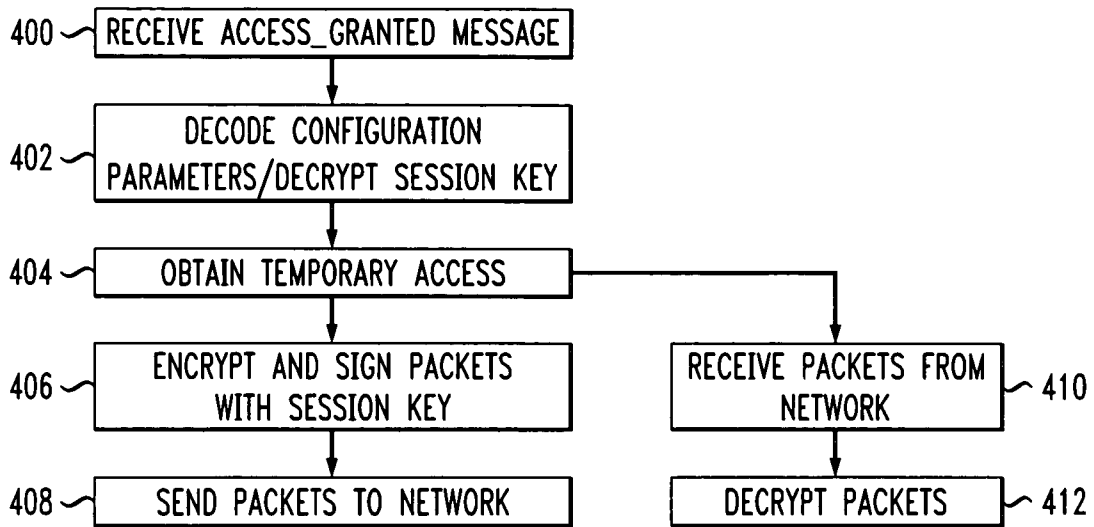 400 RECEIVE ACCESS_GRANTED MESSAGE
402 DECODE CONFIGURATION
PARAMETERS/DECRYPT SESSION KEY
404 OBTAIN TEMPORARY ACCESS
406 ENCRYPT AND SIGN PACKETS
WITH SESSION KEY
RECEIVE PACKETS FROM
NETWORK 410
408 SEND PACKETS TO NETWORK
DECRYPT PACKETS 412